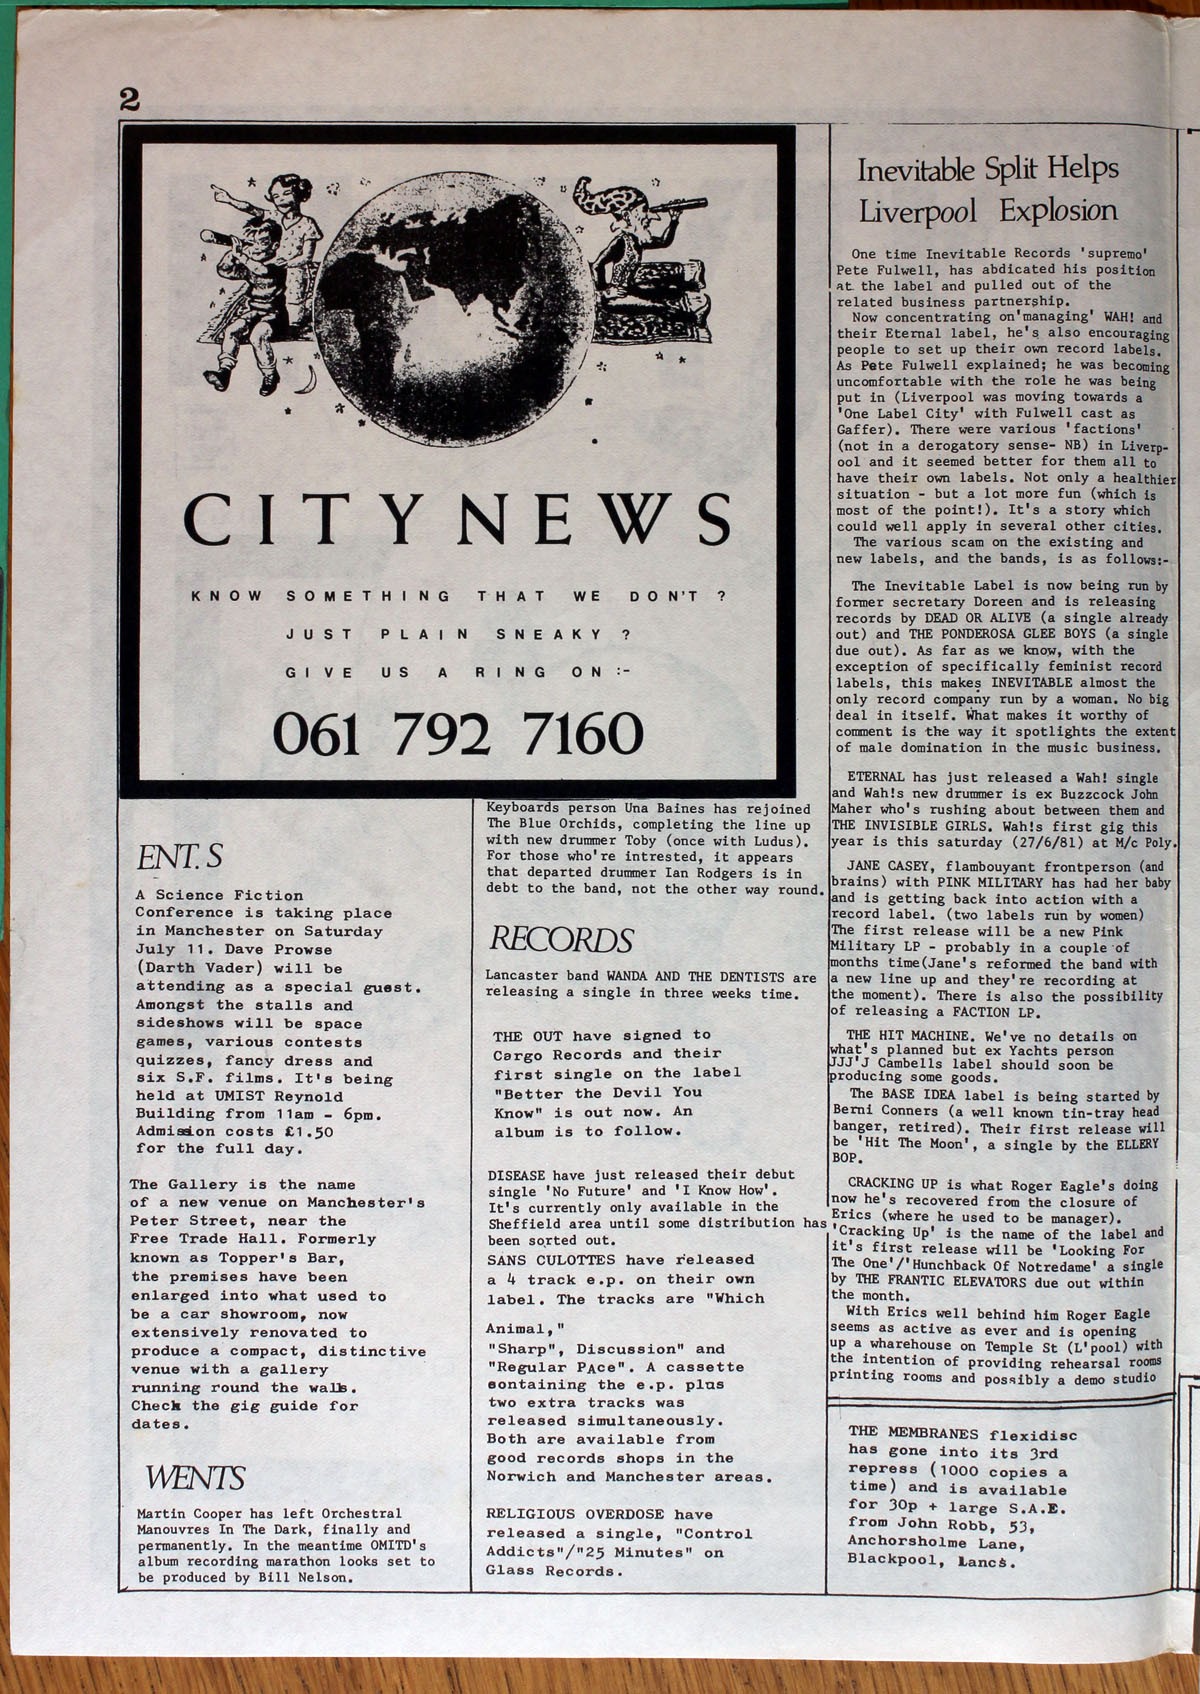 2
CITY NEWS
KNOW SOMETHING THAT WE DON'T ?
JUST PLAIN SNEAKY ?
GIVE US A RING ON :-
061 792 7160
ENT.S
A Science Fiction
Conference is taking place
in Manchester on Saturday
July 11. Dave Prowse
(Darth Vader) will be
attending as a special guest.
Amongst the stalls and
sideshows will be space
games, various contests
quizzes, fancy dress and
six S.F. films. It's being
held at UMIST Reynold
Building from 11am - 6pm.
Admission costs £1.50
for the full day.
The Gallery is the name
of a new venue on Manchester's
Peter Street, near the
Free Trade Hall. Formerly
known as Topper's Bar,
the premises have been
enlarged into what used to
be a car showroom, now
extensively renovated to
produce a compact, distinctive
venue with a gallery
running round the walls.
Check the gig guide for
dates.
WENTS
Martin Cooper has left Orchestral
Manouvres In The Dark, finally and
permanently. In the meantime OMITD's
album recording marathon looks set to
be produced by Bill Nelson.
Keyboards person Una Baines has rejoined
The Blue Orchids, completing the line up
with new drummer Toby (once with Ludus).
For those who're intrested, it appears
that departed drummer Ian Rodgers is in
debt to the band, not the other way round.
RECORDS
Lancaster band WANDA AND THE DENTISTS are
releasing a single in three weeks time.
THE OUT have signed to
Cargo Records and their
first single on the label
"Better the Devil You
Know" is out now. An
album is to follow.
DISEASE have just released their debut
single 'No Future' and 'I Know How'.
It's currently only available in the
Sheffield area until some distribution has
been sorted out.
SANS CULOTTES have released
a 4 track e.p. on their own
label. The tracks are "Which
Animal,"
"Sharp", Discussion" and
"Regular PAce". A cassette
containing the e.p. plus
two extra tracks was
released simultaneously.
Both are available from
good records shops in the
Norwich and Manchester areas.
RELIGIOUS OVERDOSE have
released a single, "Control
Addicts"/"25 Minutes" on
Glass Records.
Inevitable Split Helps
Liverpool Explosion
One time Inevitable Records 'supremo'
Pete Fulwell, has abdicated his position
at the label and pulled out of the
related business partnership.
Now concentrating on'managing' WAH! and
their Eternal label, he's also encouraging
people to set up their own record labels.
As Pete Fulwell explained; he was becoming
uncomfortable with the role he was being
put in (Liverpool was moving towards a
'One Label City' with Fulwell cast as
Gaffer). There were various 'factions'
(not in a derogatory sense- NB) in Liverp-
ool and it seemed better for them all to
have their own labels. Not only a healthier
situation - but a lot more fun (which is
most of the point!). It's a story which
could well apply in several other cities.
The various scam on the existing and
new labels, and the bands, is as follows:-
The Inevitable Label is now being run by
former secretary Doreen and is releasing
records by DEAD OR ALIVE (a single already
out) and THE PONDEROSA GLEE BOYS (a single
due out). As far as we know, with the
exception of specifically feminist record
labels, this makes INEVITABLE almost the
only record company run by a woman. No big
deal in itself. What makes it worthy of
comment is the way it spotlights the extent
of male domination in the music business.
ETERNAL has just released a Wah! single
and Wah!s new drummer is ex Buzzcock John
Maher who's rushing about between them and
THE INVISIBLE GIRLS. Wah!s first gig this
year is this saturday (27/6/81) at M/c Poly.
JANE CASEY, flambouyant frontperson (and
brains) with PINK MILITARY has had her baby
and is getting back into action with a
record label. (two labels run by women)
The first release will be a new Pink
Military LP - probably in a couple of
months time(Jane's reformed the band with
a new line up and they're recording at
the moment). There is also the possibility
of releasing a FACTION LP.
THE HIT MACHINE. We've no details on
what's planned but ex Yachts person
JJJ'J Cambells label should soon be
producing some goods.
The BASE IDEA label is being started by
Berni Conners (a well known tin-tray head
banger, retired). Their first release will
be 'Hit The Moon', a single by the ELLERY
BOP.
CRACKING UP is what Roger Eagle's doing
now he's recovered from the closure of
Erics (where he used to be manager).
'Cracking Up' is the name of the label and
it's first release will be 'Looking For
The One'/'Hunchback Of Notredame' a single
by THE FRANTIC ELEVATORS due out within
the month.
With Erics well behind him Roger Eagle
seems as active as ever and is opening
up a wharehouse on Temple St (L'pool) with
the intention of providing rehearsal rooms
printing rooms and possibly a demo studio
THE MEMBRANES flexidisc
has gone into its 3rd
repress (1000 copies a
time) and is available
for 30p + large S.A.E.
from John Robb, 53,
Anchorsholme Lane,
Blackpool, Lancs.